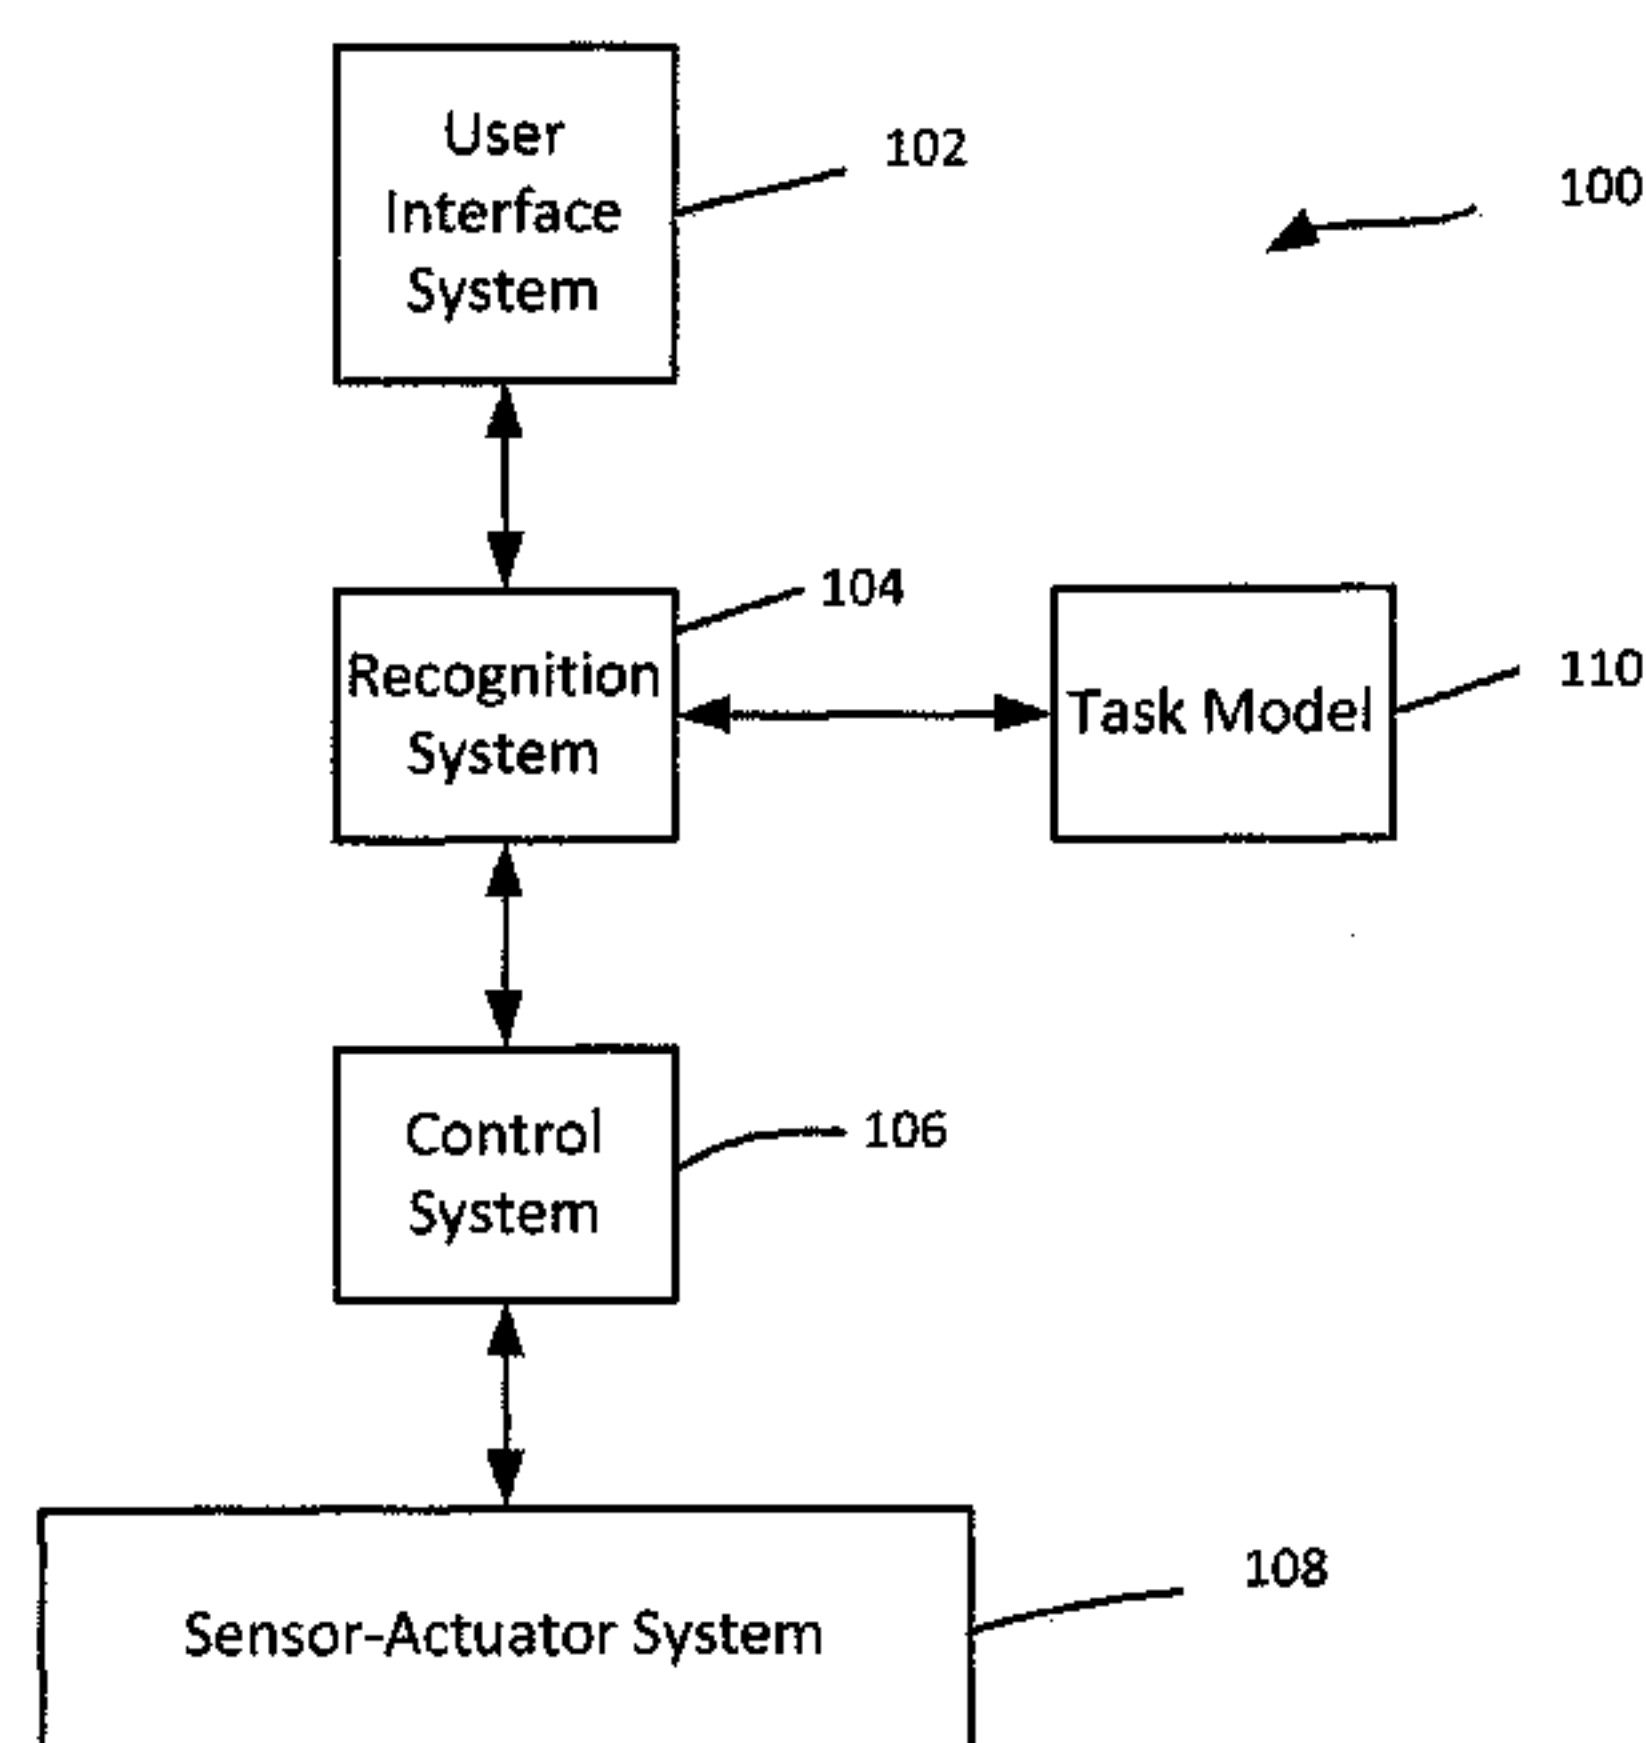 User
Interface
System
102
100
104
Recognition
System
Task Model
110
Control
System
106
Sensor-Actuator System
108